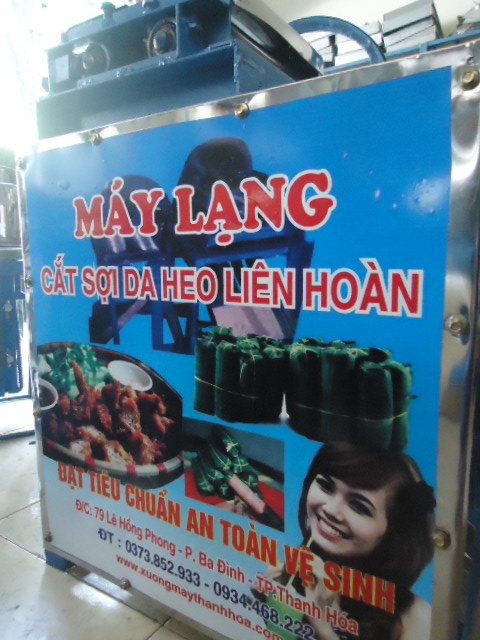 MÁY LẠNG
CẮT SỢI DA HEO LIÊN HOÀN
ĐẠT TIÊU CHUẨN AN TOÀN VỆ SINH
Đ/C: 79 Lê Hồng Phong - P. Ba Đình - TP.Thanh Hóa
ĐT : 0373.852.933 - 0934.468.222
www.xuongmaythanhhoa.com